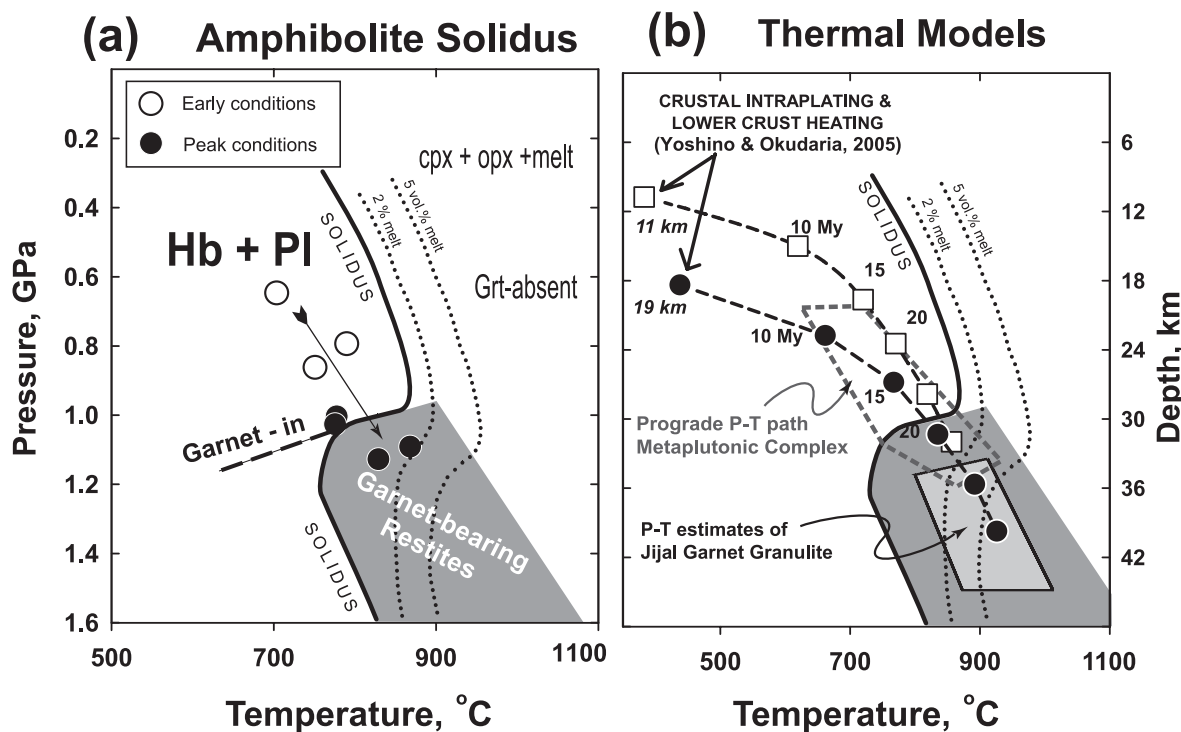 (a) Amphibolite Solidus
Early conditions
Peak conditions
cpx + opx +melt
2 % melt
5 vol.% melt
SOLIDUS
Hb + Pl
Grt-absent
Garnet - in
Garnet-bearing
Restites
SOLIDUS
Pressure, GPa
0.2
0.4
0.6
0.8
1.0
1.2
1.4
1.6
500
700
900
1100
Temperature, °C
(b) Thermal Models
CRUSTAL INTRAPLATING &
LOWER CRUST HEATING
(Yoshino & Okudaria, 2005)
SOLIDUS
2 % melt
5 vol.% melt
11 km
10 My
15
20
19 km
10 My
15
20
Prograde P-T path
Metaplutonic Complex
P-T estimates of
Jijal Garnet Granulite
6
12
18
24
30
36
42
Depth, km
500
700
900
1100
Temperature, °C